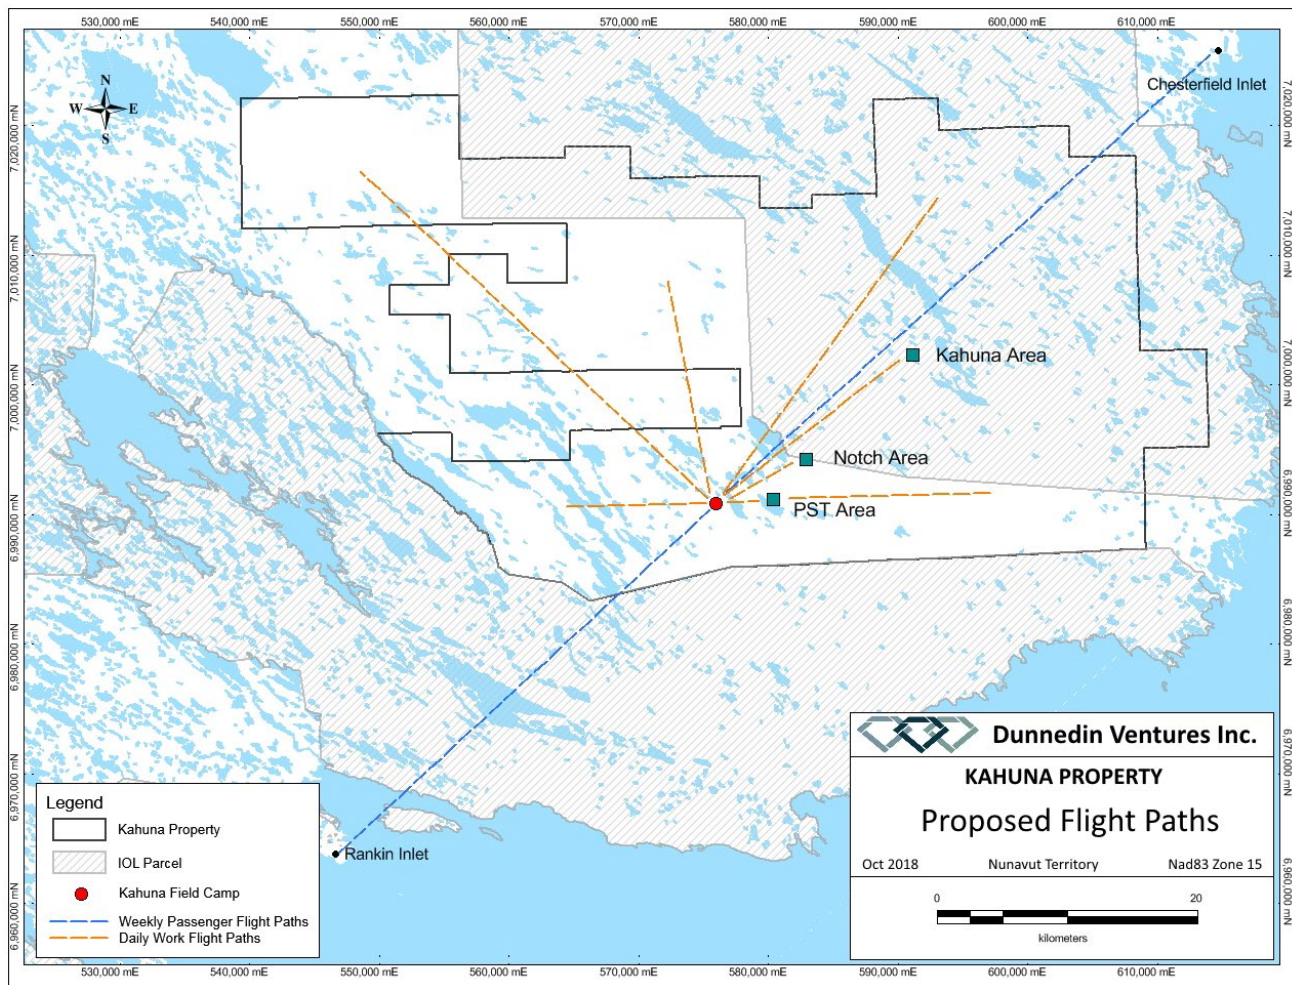 530,000 mE 540,000 mE 550,000 mE 560,000 mE 570,000 mE 580,000 mE 590,000 mE 600,000 mE 610,000 mE
7,020,000 mN
7,010,000 mN
7,000,000 mN
6,990,000 mN
6,980,000 mN
6,970,000 mN
6,960,000 mN
7,020,000 mN
7,010,000 mN
7,000,000 mN
6,990,000 mN
6,980,000 mN
6,970,000 mN
6,960,000 mN
N
W E
S
Chesterfield Inlet
Kahuna Area
Notch Area
PST Area
Rankin Inlet
Legend
Kahuna Property
IOL Parcel
Kahuna Field Camp
Weekly Passenger Flight Paths
Daily Work Flight Paths
Dunnedin Ventures Inc.
KAHUNA PROPERTY
Proposed Flight Paths
Oct 2018 Nunavut Territory Nad83 Zone 15
0 20
kilometers
530,000 mE 540,000 mE 550,000 mE 560,000 mE 570,000 mE 580,000 mE 590,000 mE 600,000 mE 610,000 mE